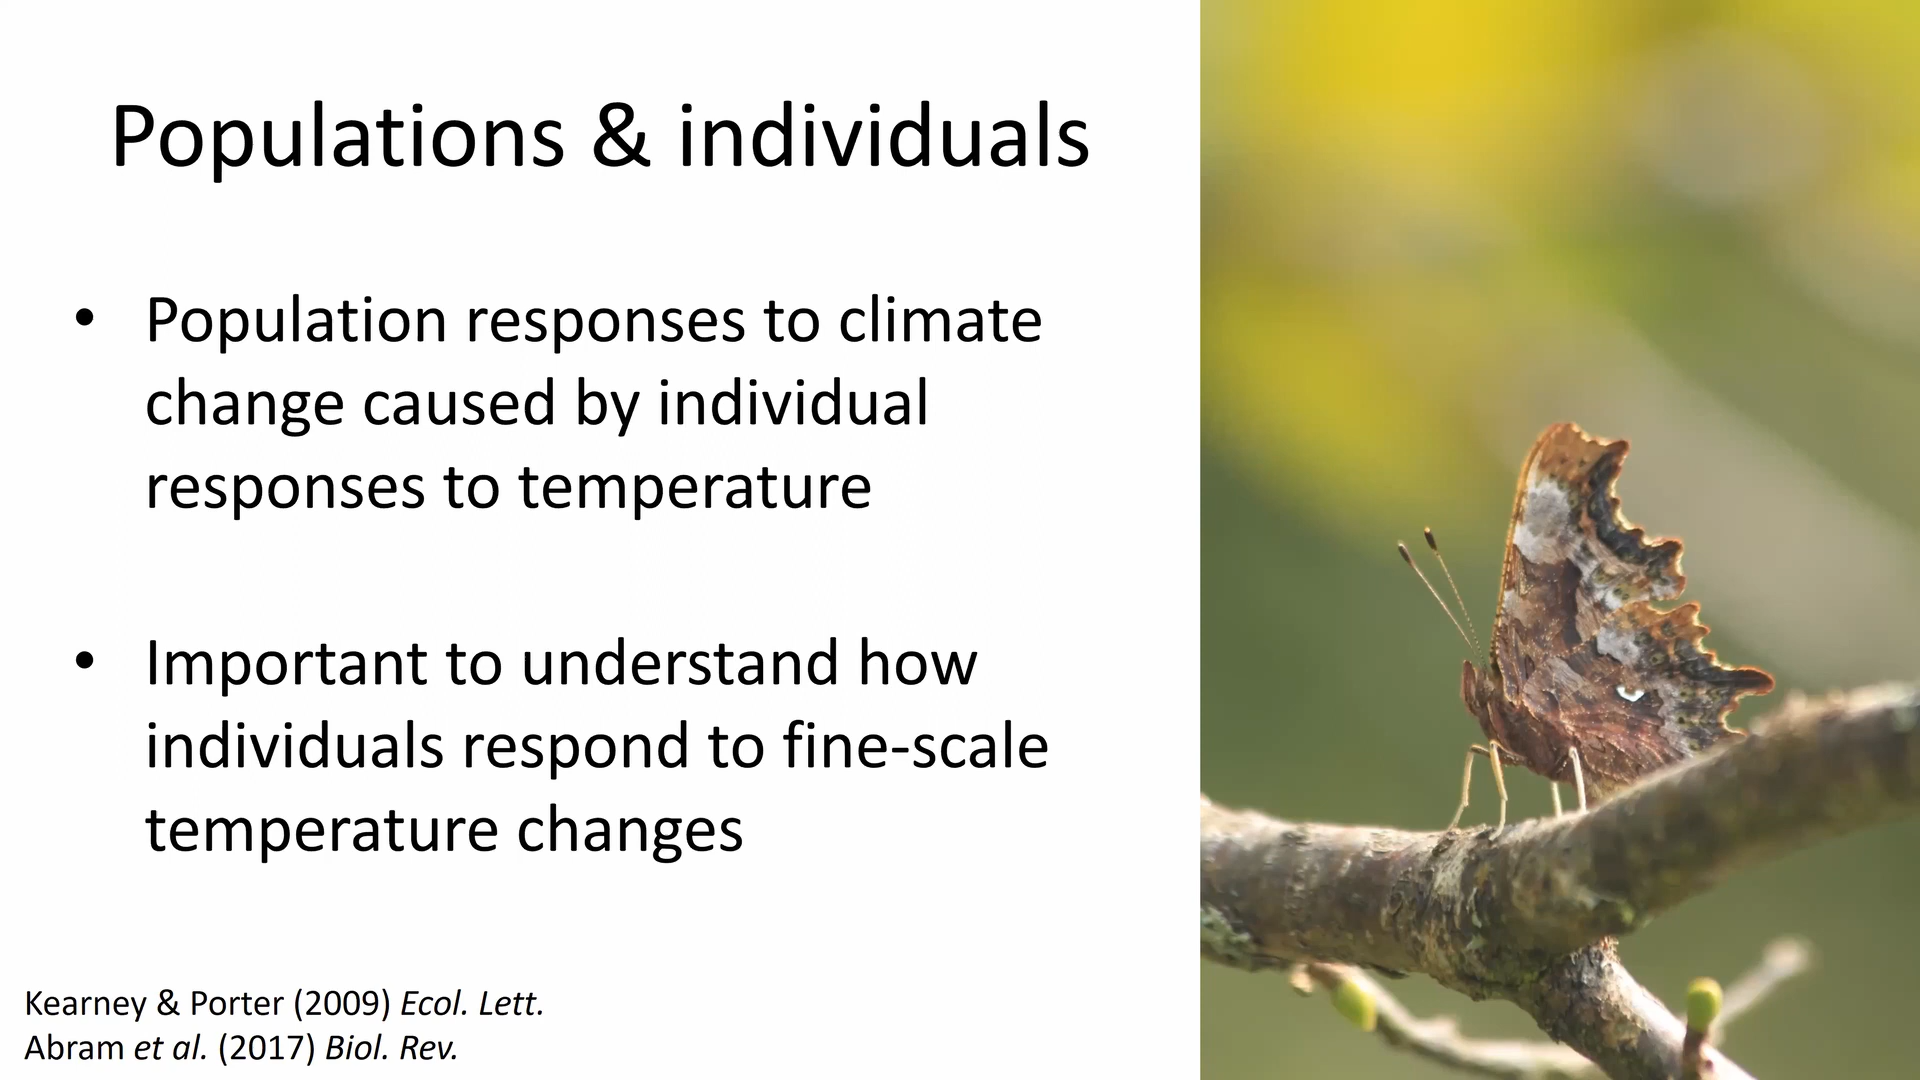 Populations & individuals
• Population responses to climate
change caused by individual
responses to temperature
• Important to understand how
individuals respond to fine-scale
temperature changes
Kearney & Porter (2009) Ecol. Lett.
Abram et al. (2017) Biol. Rev.